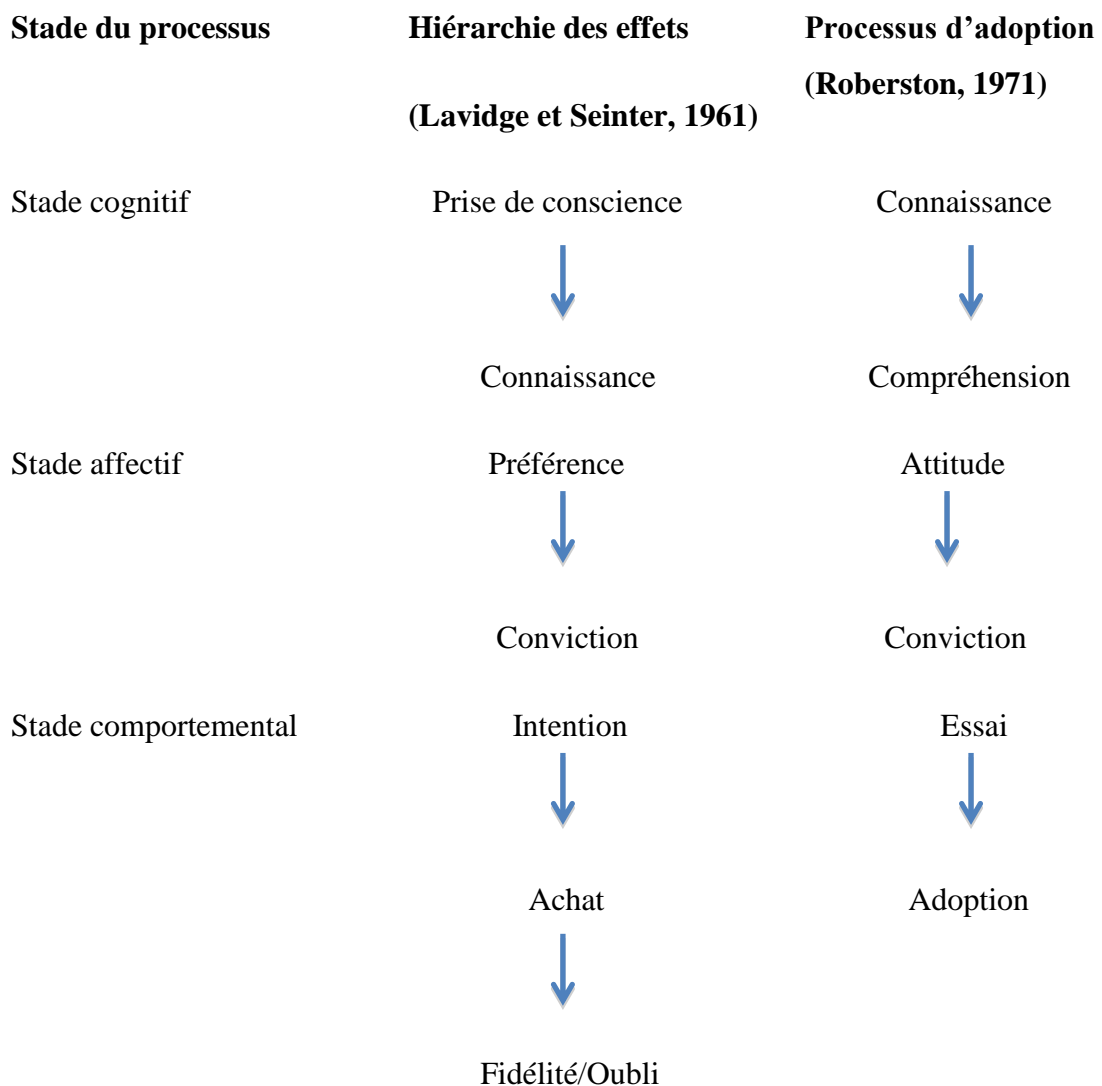 Stade du processus Hiérarchie des effets Processus d’adoption
(Roberston, 1971)
(Lavidge et Seinter, 1961)
Stade cognitif Prise de conscience Connaissance
Connaissance Compréhension
Stade affectif Préférence Attitude
Conviction Conviction
Stade comportemental Intention Essai
Achat Adoption
Fidélité/Oubli